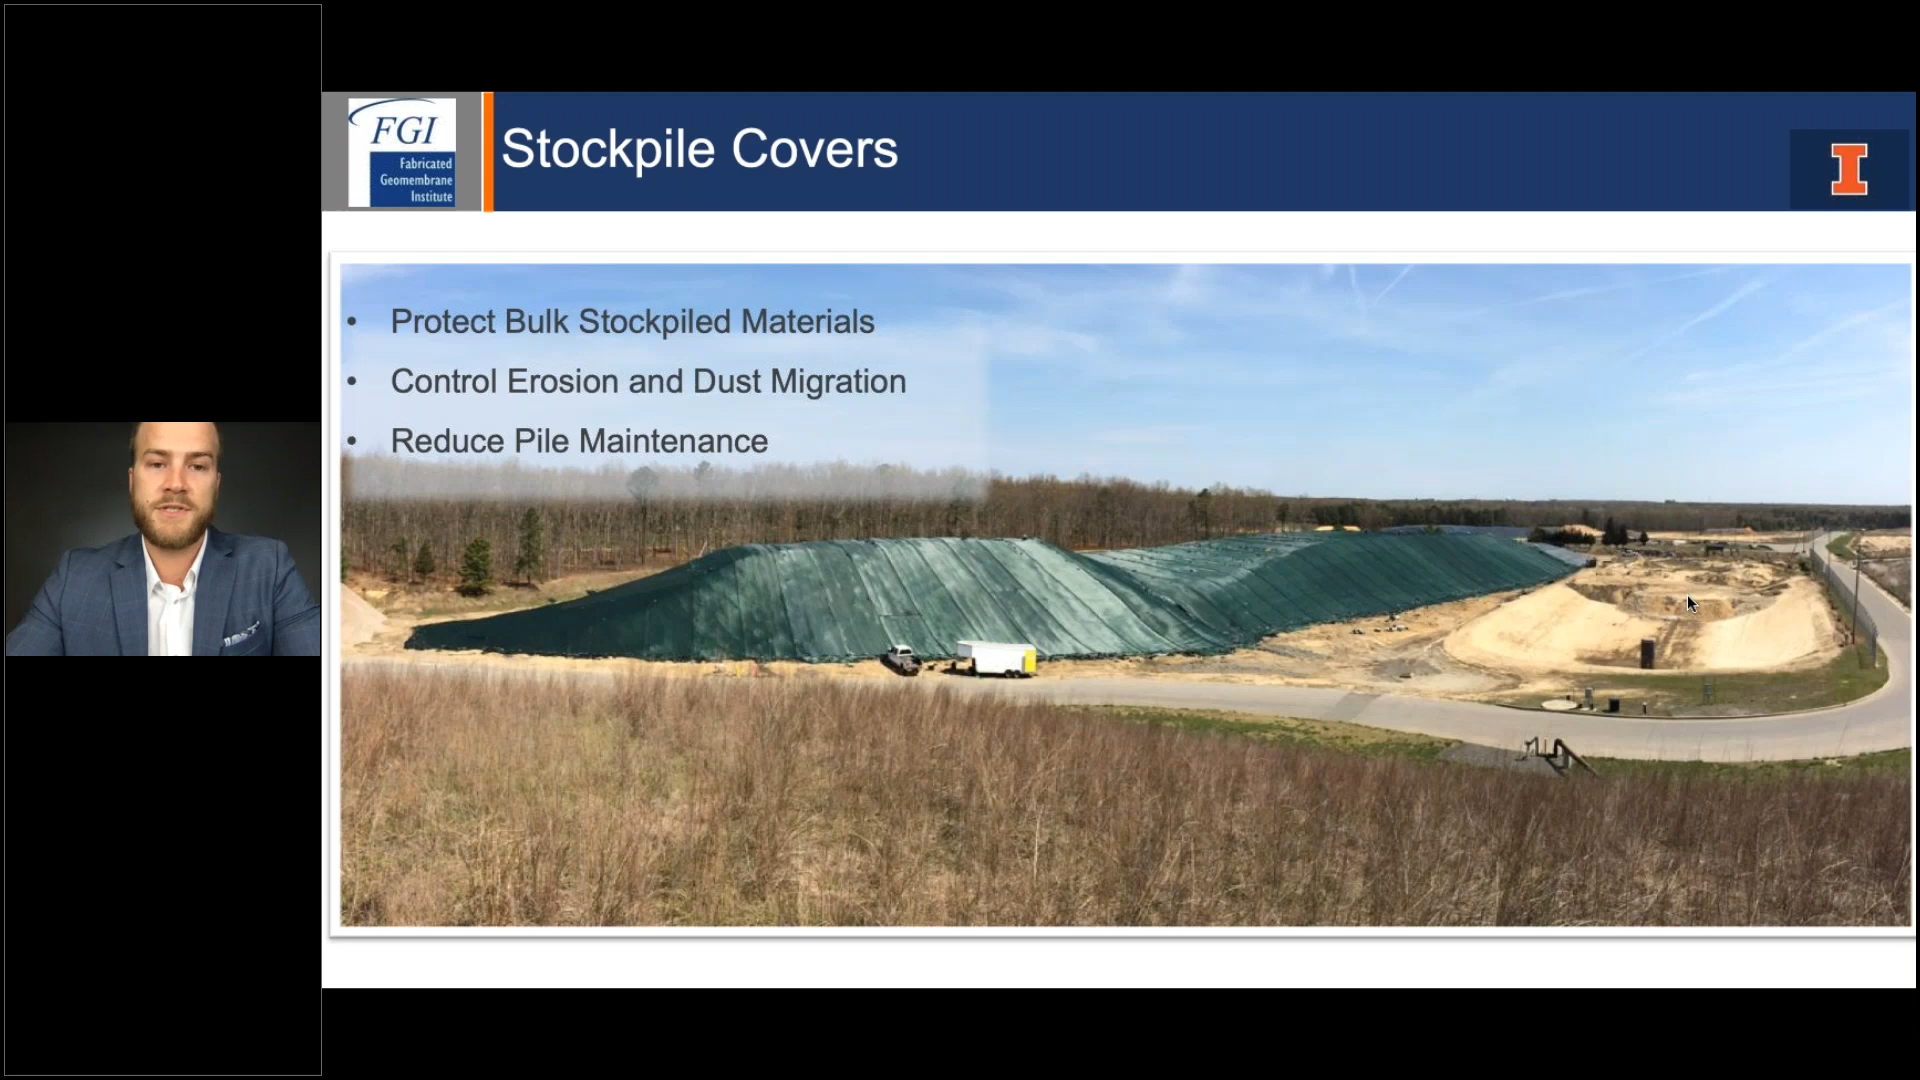 FGI
Fabricated
Geomembrane
Institute
Stockpile Covers
I
• Protect Bulk Stockpiled Materials
• Control Erosion and Dust Migration
• Reduce Pile Maintenance